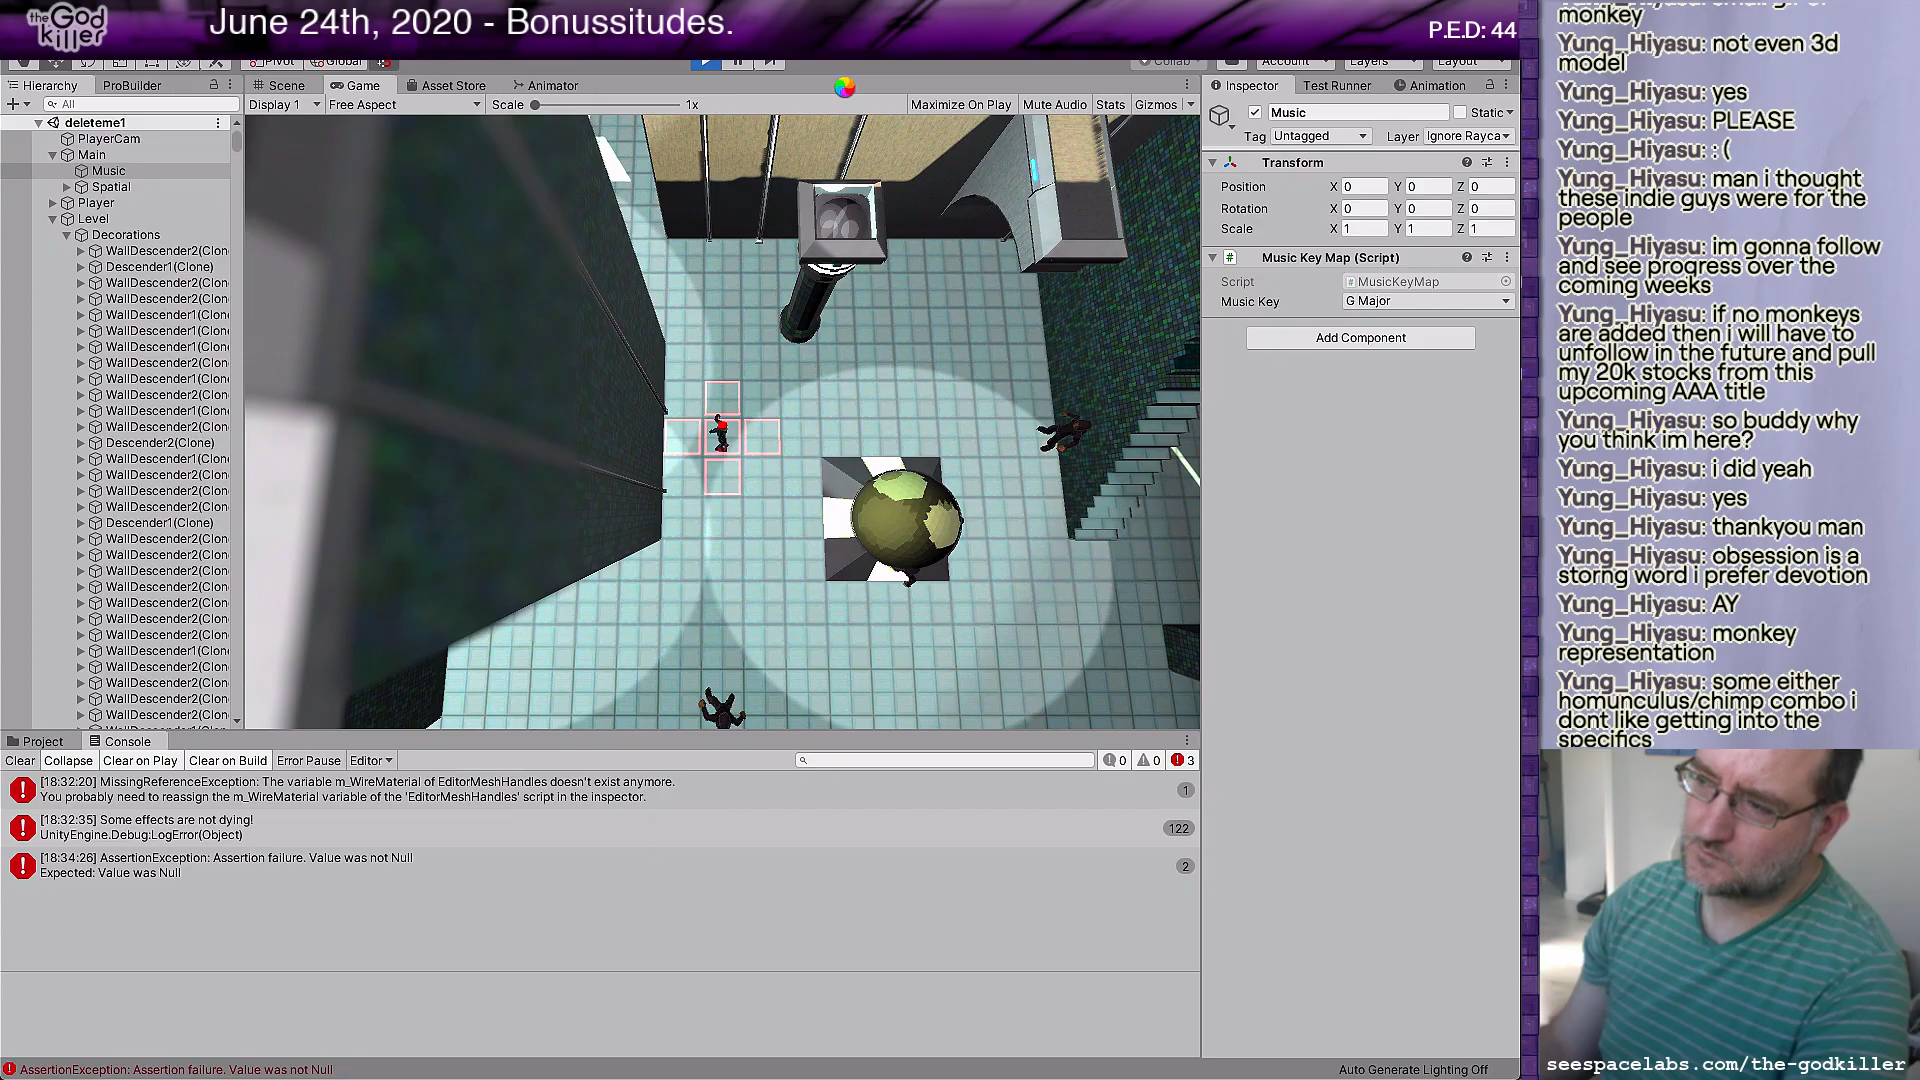 the God killer
June 24th, 2020 - Bonussitudes.
P.E.D: 44
Pivot Global Collab Account Layers Layout
Hierarchy ProBuilder
All
deleteme1
PlayerCam
Main
Music
Spatial
Player
Level
Decorations
WallDescender2(Clon
Descender1(Clone)
WallDescender2(Clon
WallDescender2(Clon
WallDescender1(Clon
WallDescender1(Clon
WallDescender1(Clon
WallDescender2(Clon
WallDescender1(Clon
WallDescender2(Clon
WallDescender1(Clon
WallDescender2(Clon
Descender2(Clone)
WallDescender1(Clon
WallDescender2(Clon
WallDescender2(Clon
WallDescender2(Clon
Descender1(Clone)
WallDescender2(Clon
WallDescender2(Clon
WallDescender2(Clon
WallDescender2(Clon
WallDescender2(Clon
WallDescender2(Clon
WallDescender2(Clon
WallDescender1(Clon
WallDescender2(Clon
WallDescender2(Clon
WallDescender2(Clon
WallDescender2(Clon
Scene Game Asset Store Animator
Display 1 Free Aspect Scale 1x Maximize On Play Mute Audio Stats Gizmos
Inspector Test Runner Animation
Music Static
Tag Untagged Layer Ignore Rayca
Transform
Position X 0 Y 0 Z 0
Rotation X 0 Y 0 Z 0
Scale X 1 Y 1 Z 1
Music Key Map (Script)
Script MusicKeyMap
Music Key G Major
Add Component
Project Console
Clear Collapse Clear on Play Clear on Build Error Pause Editor 0 0 3
[18:32:20] MissingReferenceException: The variable m_WireMaterial of EditorMeshHandles doesn't exist anymore.
You probably need to reassign the m_WireMaterial variable of the 'EditorMeshHandles' script in the inspector.
1
[18:32:35] Some effects are not dying!
UnityEngine.Debug:LogError(Object)
122
[18:34:26] AssertionException: Assertion failure. Value was not Null
Expected: Value was Null
2
AssertionException: Assertion failure. Value was not Null
Auto Generate Lighting Off
monkey
Yung_Hiyasu: not even 3d
model
Yung_Hiyasu: yes
Yung_Hiyasu: PLEASE
Yung_Hiyasu: : (
Yung_Hiyasu: man i thought
these indie guys were for the
people
Yung_Hiyasu: im gonna follow
and see progress over the
coming weeks
Yung_Hiyasu: if no monkeys
are added then i will have to
unfollow in the future and pull
my 20k stocks from this
upcoming AAA title
Yung_Hiyasu: so buddy why
you think im here?
Yung_Hiyasu: i did yeah
Yung_Hiyasu: yes
Yung_Hiyasu: thankyou man
Yung_Hiyasu: obsession is a
storng word i prefer devotion
Yung_Hiyasu: AY
Yung_Hiyasu: monkey
representation
Yung_Hiyasu: some either
homunculus/chimp combo i
dont like getting into the
specifics
seespacelabs.com/the-godkiller